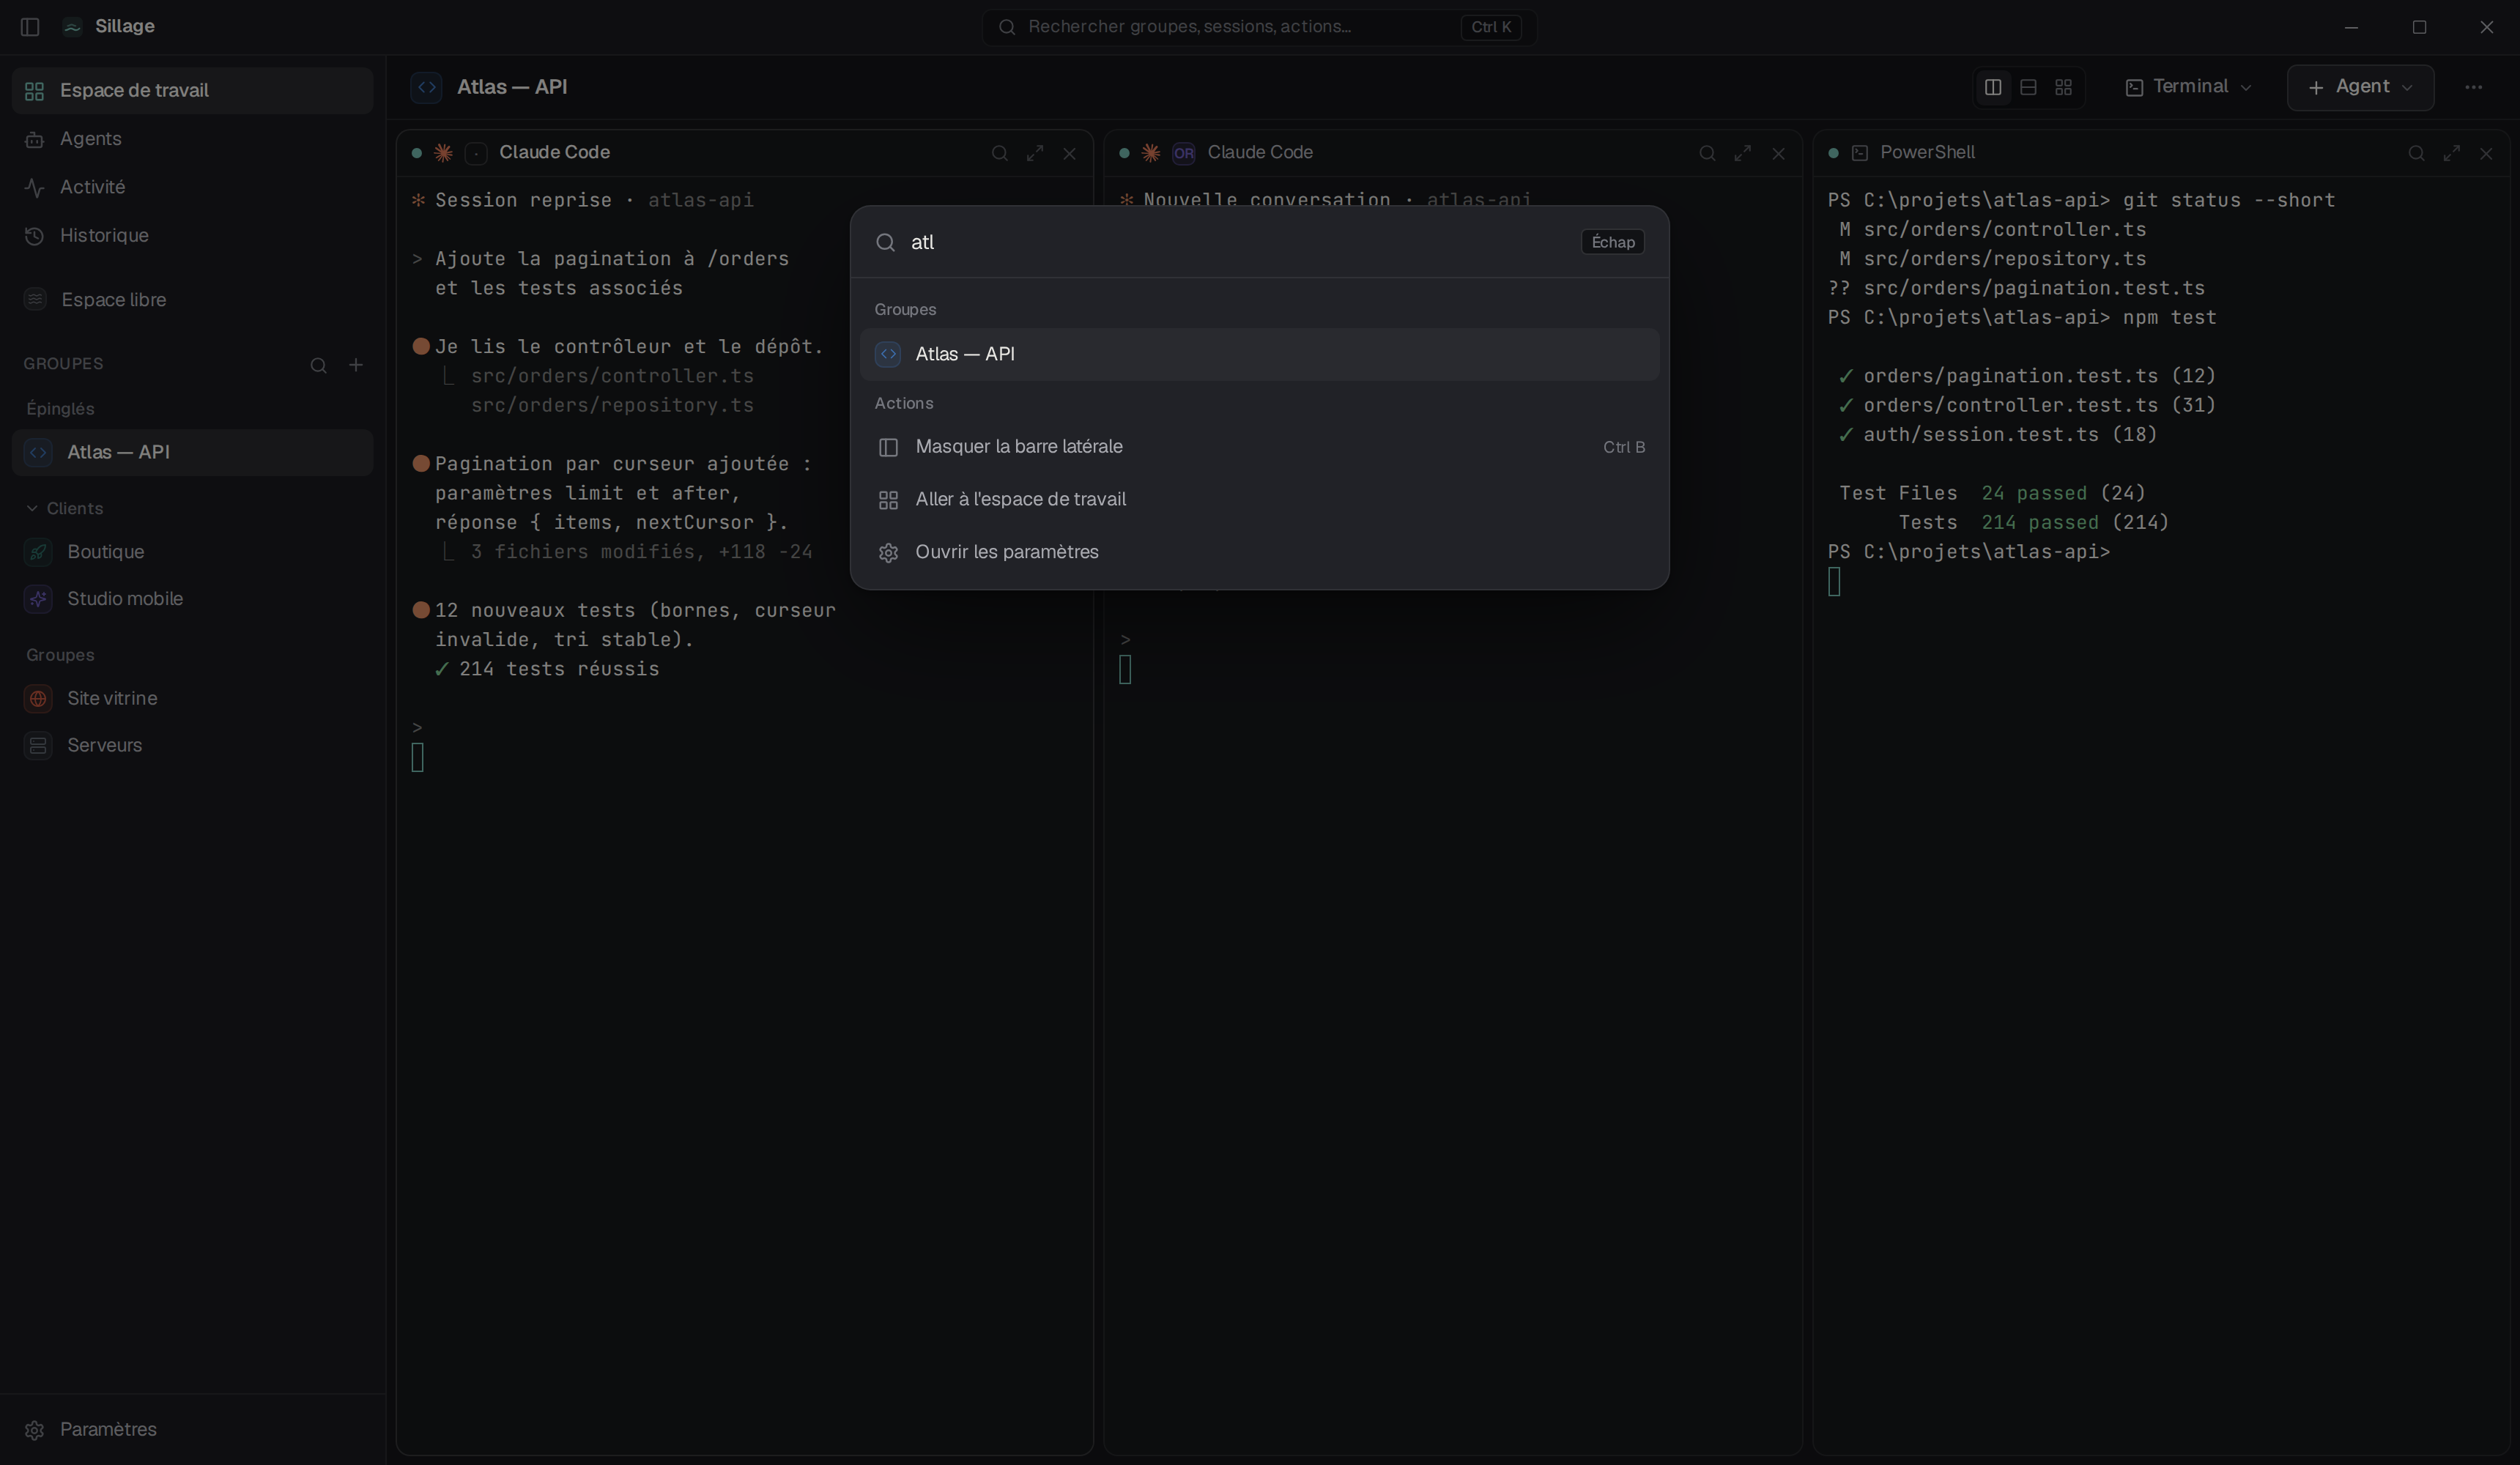 Sillage
Rechercher groupes, sessions, actions...
Ctrl K
Espace de travail
Agents
Activité
Historique
Espace libre
GROUPES
Épinglés
Atlas — API
Clients
Boutique
Studio mobile
Groupes
Site vitrine
Serveurs
Paramètres
Atlas — API
Terminal
Agent
Claude Code
* Session reprise · atlas-api
> Ajoute la pagination à /orders
et les tests associés
Je lis le contrôleur et le dépôt.
src/orders/controller.ts
src/orders/repository.ts
Pagination par curseur ajoutée :
paramètres limit et after,
réponse { items, nextCursor }.
3 fichiers modifiés, +118 -24
12 nouveaux tests (bornes, curseur
invalide, tri stable).
✓ 214 tests réussis
>
OR Claude Code
* Nouvelle conversation · atlas-api
>
atl
Échap
Groupes
Atlas — API
Actions
Masquer la barre latérale
Ctrl B
Aller à l'espace de travail
Ouvrir les paramètres
PowerShell
PS C:\projets\atlas-api> git status --short
M src/orders/controller.ts
M src/orders/repository.ts
?? src/orders/pagination.test.ts
PS C:\projets\atlas-api> npm test
✓ orders/pagination.test.ts (12)
✓ orders/controller.test.ts (31)
✓ auth/session.test.ts (18)
Test Files 24 passed (24)
Tests 214 passed (214)
PS C:\projets\atlas-api>